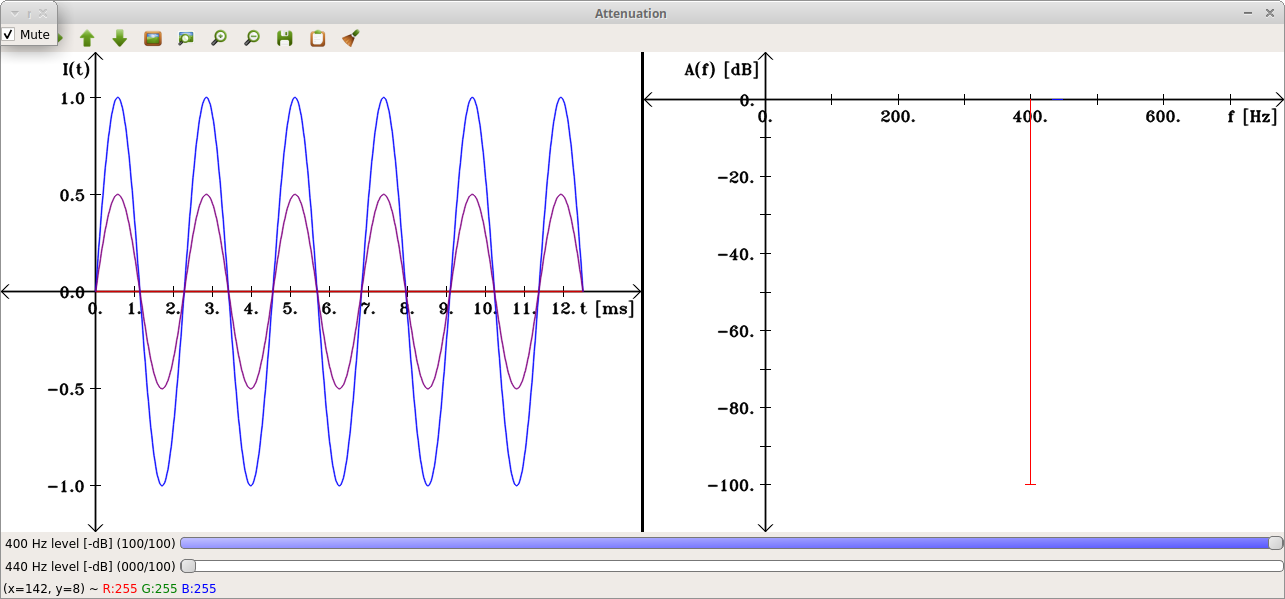 Attenuation
Mute
I(t)
1.0
0.5
0.0
−0.5
−1.0
0. 1. 2. 3. 4. 5. 6. 7. 8. 9. 10. 11. 12. t [ms]
A(f) [dB]
0.
0. 200. 400. 600. f [Hz]
−20.
−40.
−60.
−80.
−100.
400 Hz level [-dB] (100/100)
440 Hz level [-dB] (000/100)
(x=142, y=8) ~ R:255 G:255 B:255